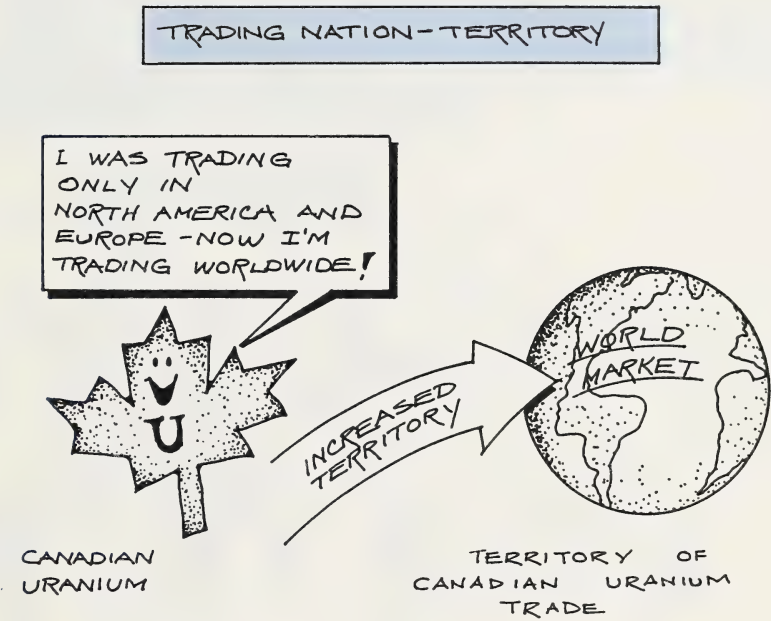 TRADING NATION-TERRITORY
I WAS TRADING
ONLY IN
NORTH AMERICA AND
EUROPE - NOW I'M
TRADING WORLDWIDE!
U
INCREASED
TERRITORY
WORLD
MARKET
CANADIAN
URANIUM
TERRITORY OF
CANADIAN URANIUM
TRADE